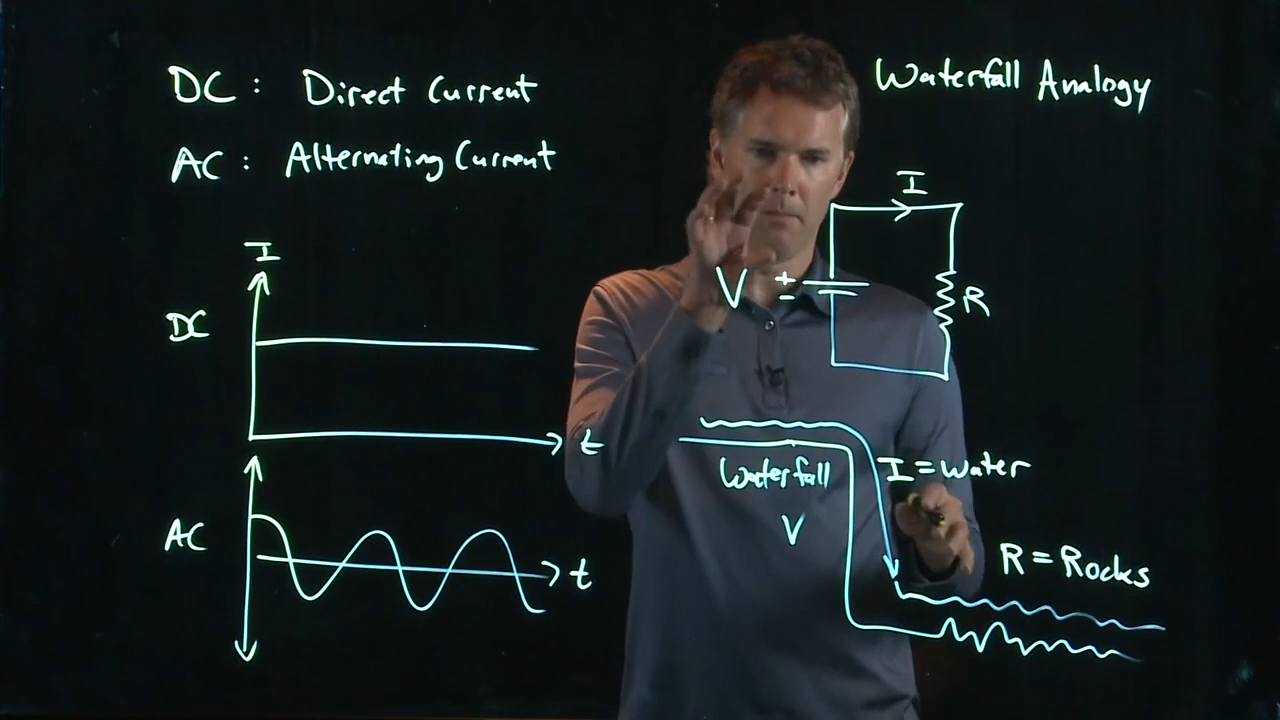 DC : Direct Current
AC : Alternating Current
I
DC
t
AC
t
Waterfall Analogy
I
V + -
R
Waterfall
V
I = Water
R = Rocks